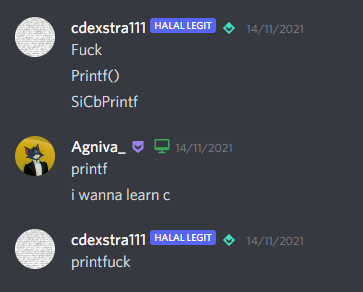 cdexstra111 HALAL LEGIT 14/11/2021
Fuck
Printf()
SiCbPrintf
Agniva_ 14/11/2021
printf
i wanna learn c
cdexstra111 HALAL LEGIT 14/11/2021
printfuck